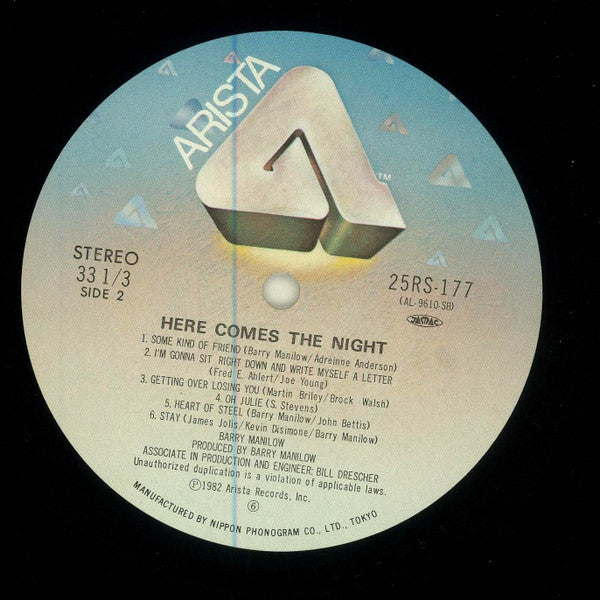 ARISTA
TM
STEREO
33 1/3
SIDE 2
25RS-177
(AL-9610-SB)
JASRAC
HERE COMES THE NIGHT
1. SOME KIND OF FRIEND (Barry Manilow/Adreinne Anderson)
2. I'M GONNA SIT RIGHT DOWN AND WRITE MYSELF A LETTER
(Fred E. Ahlert/Joe Young)
3. GETTING OVER LOSING YOU (Martin Briley/Brock Walsh)
4. OH JULIE (S. Stevens)
5. HEART OF STEEL (Barry Manilow/John Bettis)
6. STAY (James Jolis/Kevin Disimone/Barry Manilow)
BARRY MANILOW
PRODUCED BY BARRY MANILOW
ASSOCIATE IN PRODUCTION AND ENGINEER: BILL DRESCHER
Unauthorized duplication is a violation of applicable laws.
Ⓟ1982 Arista Records, Inc.
⑥
MANUFACTURED BY NIPPON PHONOGRAM CO., LTD., TOKYO